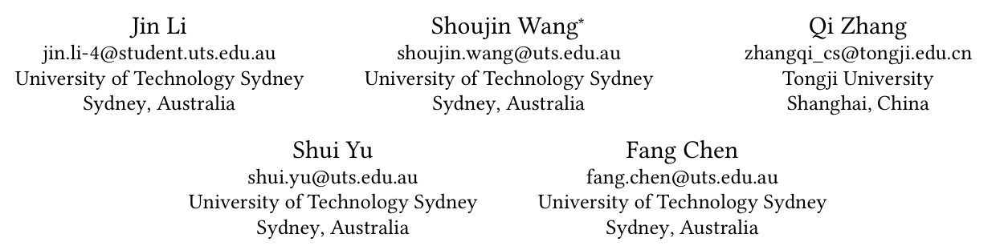 Jin Li
jin.li-4@student.uts.edu.au
University of Technology Sydney
Sydney, Australia
Shoujin Wang*
shoujin.wang@uts.edu.au
University of Technology Sydney
Sydney, Australia
Qi Zhang
zhangqi_cs@tongji.edu.cn
Tongji University
Shanghai, China
Shui Yu
shui.yu@uts.edu.au
University of Technology Sydney
Sydney, Australia
Fang Chen
fang.chen@uts.edu.au
University of Technology Sydney
Sydney, Australia